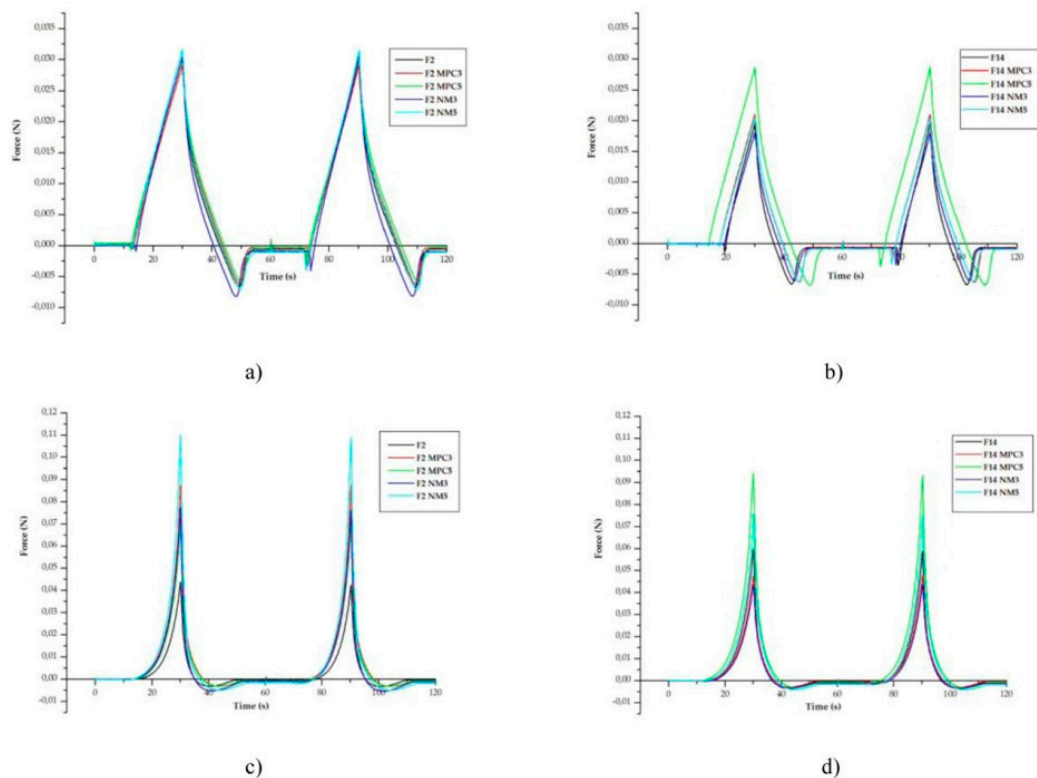 0,035
0,030
0,025
0,020
0,015
0,010
0,005
0,000
-0,005
-0,010
Force (N)
0 20 40 60 80 100 120
Time (s)
F2
F2 MPC3
F2 MPC5
F2 NM3
F2 NM5
a)
0,035
0,030
0,025
0,020
0,015
0,010
0,005
0,000
-0,005
-0,010
Force (N)
0 20 40 60 80 100 120
Time (s)
F14
F14 MPC3
F14 MPC5
F14 NM3
F14 NM5
b)
0,12
0,11
0,10
0,09
0,08
0,07
0,06
0,05
0,04
0,03
0,02
0,01
0,00
-0,01
Force (N)
0 20 40 60 80 100 120
Time (s)
F2
F2 MPC3
F2 MPC5
F2 NM3
F2 NM5
c)
0,12
0,11
0,10
0,09
0,08
0,07
0,06
0,05
0,04
0,03
0,02
0,01
0,00
-0,01
Force (N)
0 20 40 60 80 100 120
Time (s)
F14
F14 MPC3
F14 MPC5
F14 NM3
F14 NM5
d)